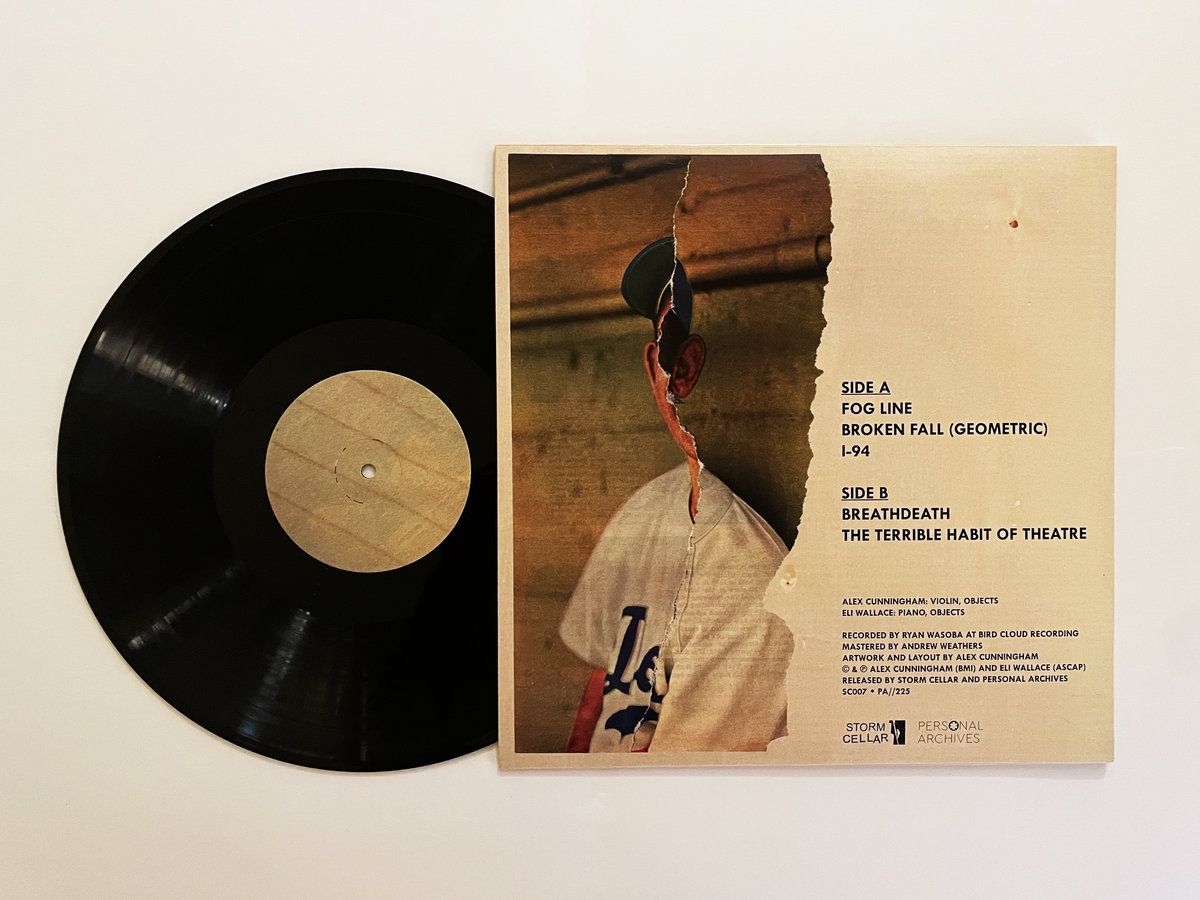 SIDE A
FOG LINE
BROKEN FALL (GEOMETRIC)
I-94
SIDE B
BREATHDEATH
THE TERRIBLE HABIT OF THEATRE
ALEX CUNNINGHAM: VIOLIN, OBJECTS
ELI WALLACE: PIANO, OBJECTS
RECORDED BY RYAN WASOBA AT BIRD CLOUD RECORDING
MASTERED BY ANDREW WEATHERS
ARTWORK AND LAYOUT BY ALEX CUNNINGHAM
© & ℗ ALEX CUNNINGHAM (BMI) AND ELI WALLACE (ASCAP)
RELEASED BY STORM CELLAR AND PERSONAL ARCHIVES
SC007 • PA//225
STORM CELLAR
PERSONAL ARCHIVES